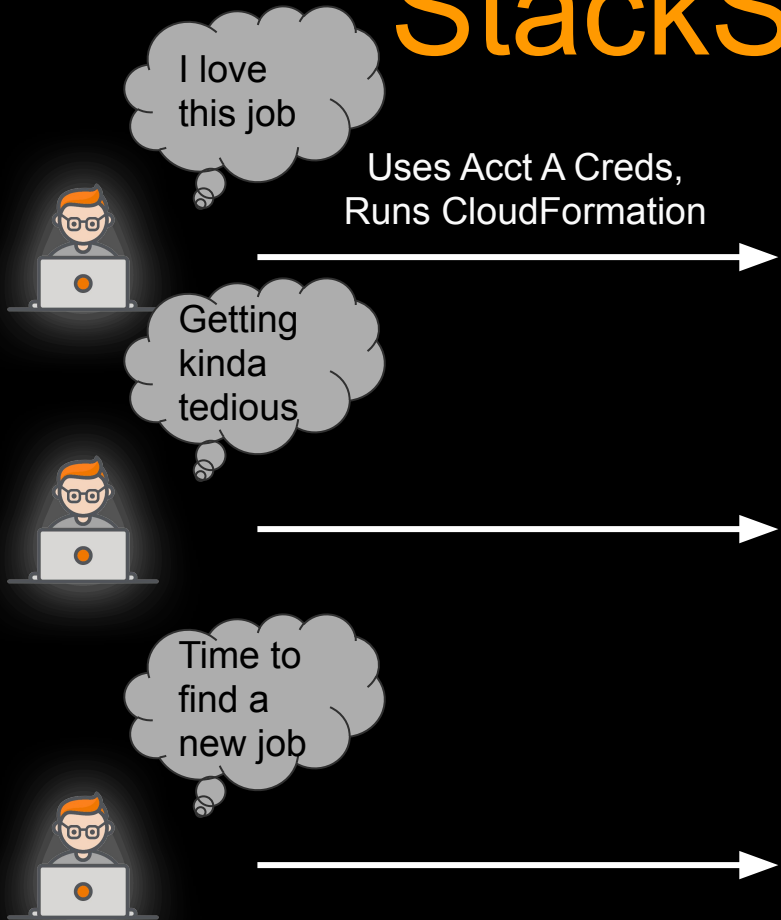 StackS
I love
this job
Uses Acct A Creds,
Runs CloudFormation
Getting
kinda
tedious
Time to
find a
new job